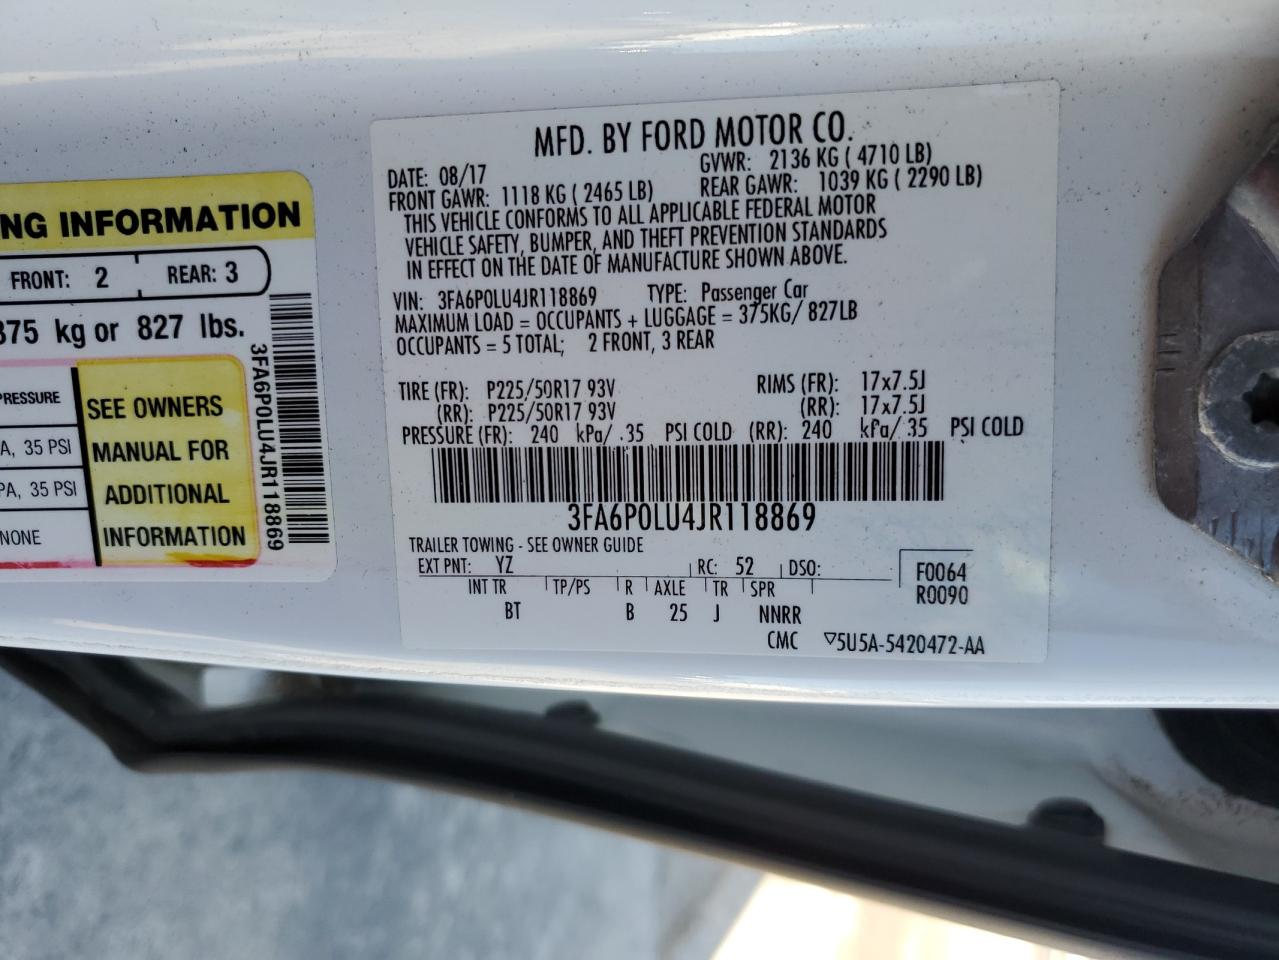 NG INFORMATION
FRONT: 2 REAR: 3
375 kg or 827 lbs.
PRESSURE
A, 35 PSI
PA, 35 PSI
NONE
SEE OWNERS
MANUAL FOR
ADDITIONAL
INFORMATION
3FA6P0LU4JR118869
MFD. BY FORD MOTOR CO.
DATE: 08/17 GVWR: 2136 KG ( 4710 LB)
FRONT GAWR: 1118 KG ( 2465 LB) REAR GAWR: 1039 KG ( 2290 LB)
THIS VEHICLE CONFORMS TO ALL APPLICABLE FEDERAL MOTOR
VEHICLE SAFETY, BUMPER, AND THEFT PREVENTION STANDARDS
IN EFFECT ON THE DATE OF MANUFACTURE SHOWN ABOVE.
VIN: 3FA6P0LU4JR118869 TYPE: Passenger Car
MAXIMUM LOAD = OCCUPANTS + LUGGAGE = 375KG/ 827LB
OCCUPANTS = 5 TOTAL; 2 FRONT, 3 REAR
TIRE (FR): P225/50R17 93V RIMS (FR): 17x7.5J
(RR): P225/50R17 93V (RR): 17x7.5J
PRESSURE (FR): 240 kPa/ .35 PSI COLD (RR): 240 kPa/ 35 PSI COLD
3FA6P0LU4JR118869
TRAILER TOWING - SEE OWNER GUIDE
EXT PNT: YZ RC: 52 DSO: F0064
R0090
INT TR TP/PS R AXLE TR SPR
BT B 25 J NNRR
CMC ▽5U5A-5420472-AA